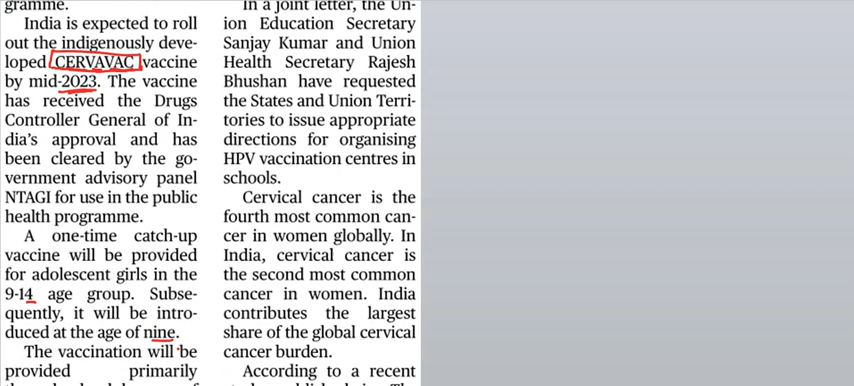 gramme.
India is expected to roll
out the indigenously deve-
loped CERVAVAC vaccine
by mid-2023. The vaccine
has received the Drugs
Controller General of In-
dia's approval and has
been cleared by the go-
vernment advisory panel
NTAGI for use in the public
health programme.
A one-time catch-up
vaccine will be provided
for adolescent girls in the
9-14 age group. Subse-
quently, it will be intro-
duced at the age of nine.
The vaccination will be
provided primarily
In a joint letter, the Un-
ion Education Secretary
Sanjay Kumar and Union
Health Secretary Rajesh
Bhushan have requested
the States and Union Terri-
tories to issue appropriate
directions for organising
HPV vaccination centres in
schools.
Cervical cancer is the
fourth most common can-
cer in women globally. In
India, cervical cancer is
the second most common
cancer in women. India
contributes the largest
share of the global cervical
cancer burden.
According to a recent